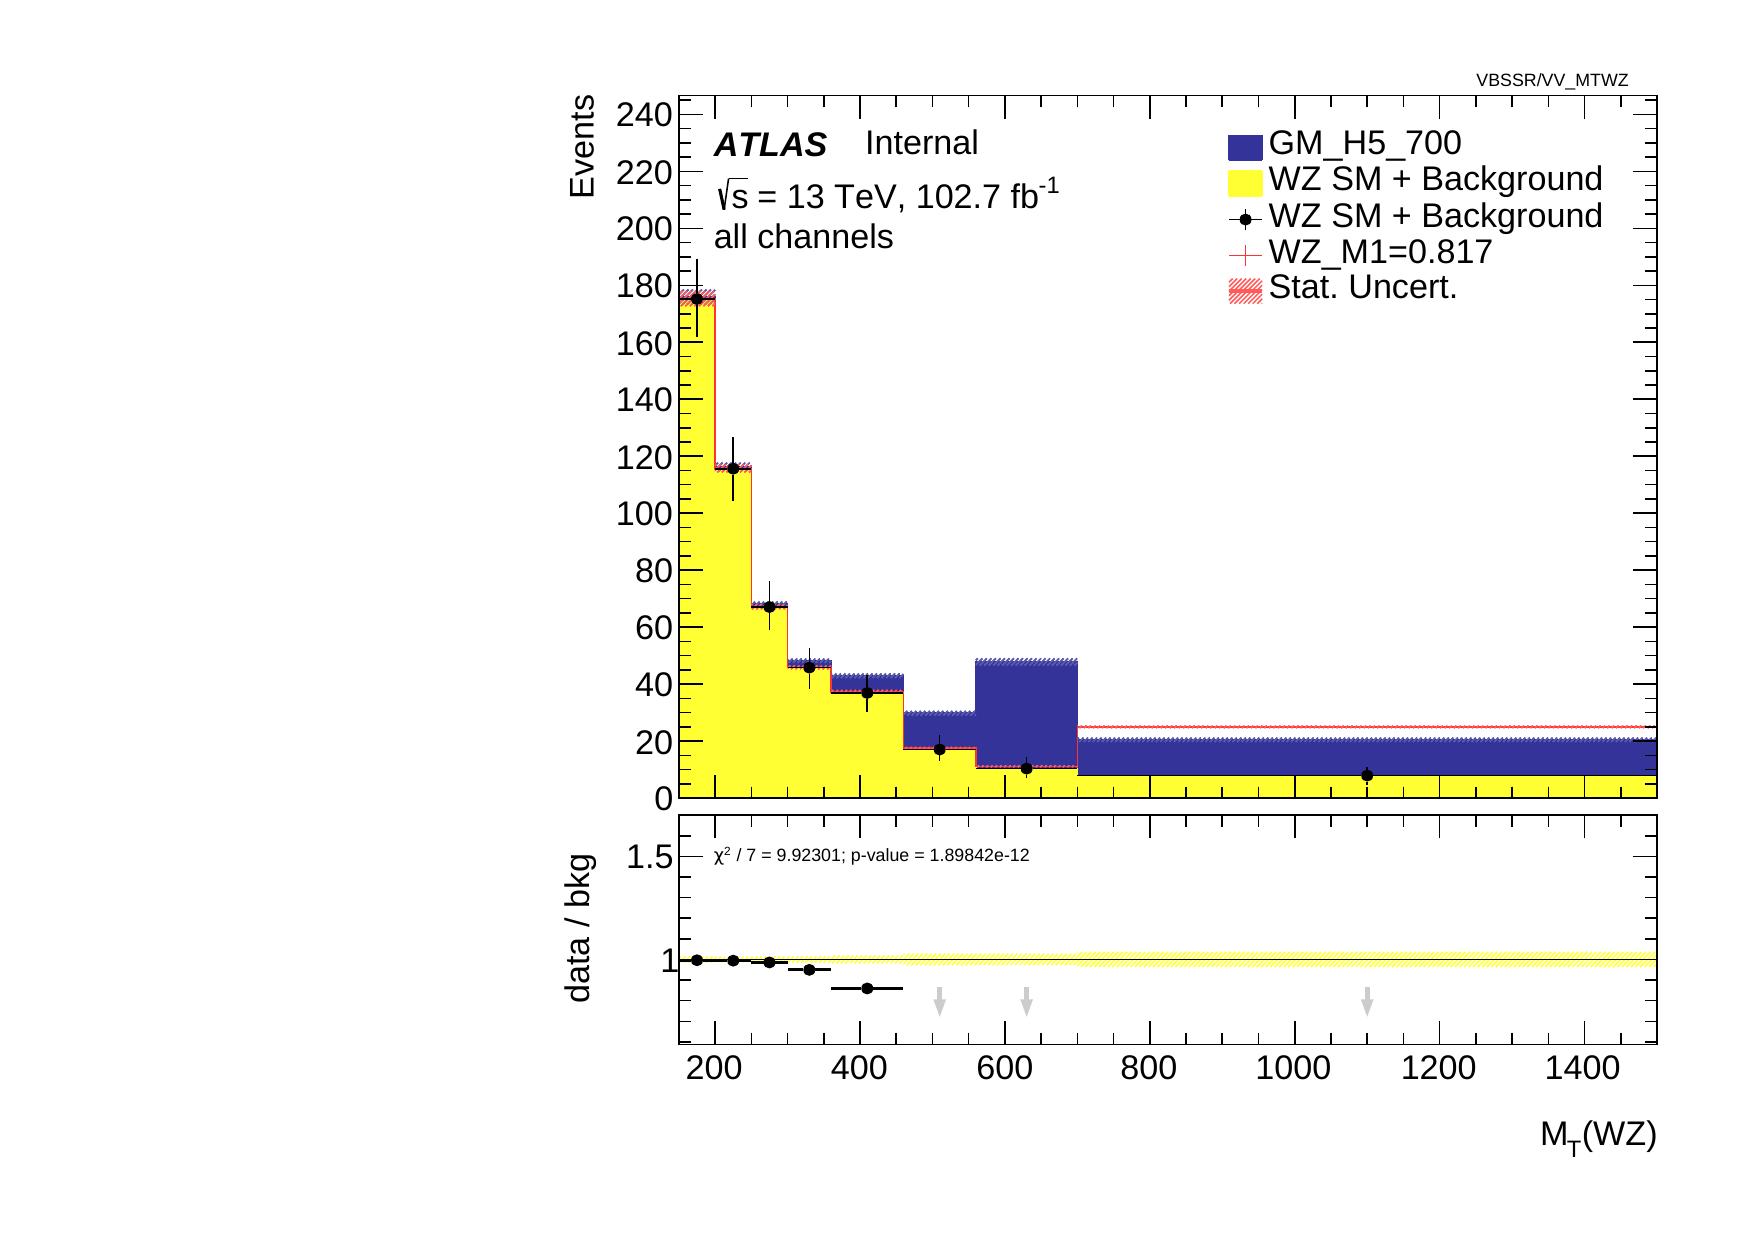 VBSSR/VV_MTWZ
Events
240
220
200
180
160
140
120
100
80
60
40
20
0
ATLAS Internal
√s = 13 TeV, 102.7 fb-1
all channels
GM_H5_700
WZ SM + Background
WZ SM + Background
WZ_M1=0.817
Stat. Uncert.
data / bkg
1.5
1
χ2 / 7 = 9.92301; p-value = 1.89842e-12
200 400 600 800 1000 1200 1400
MT(WZ)